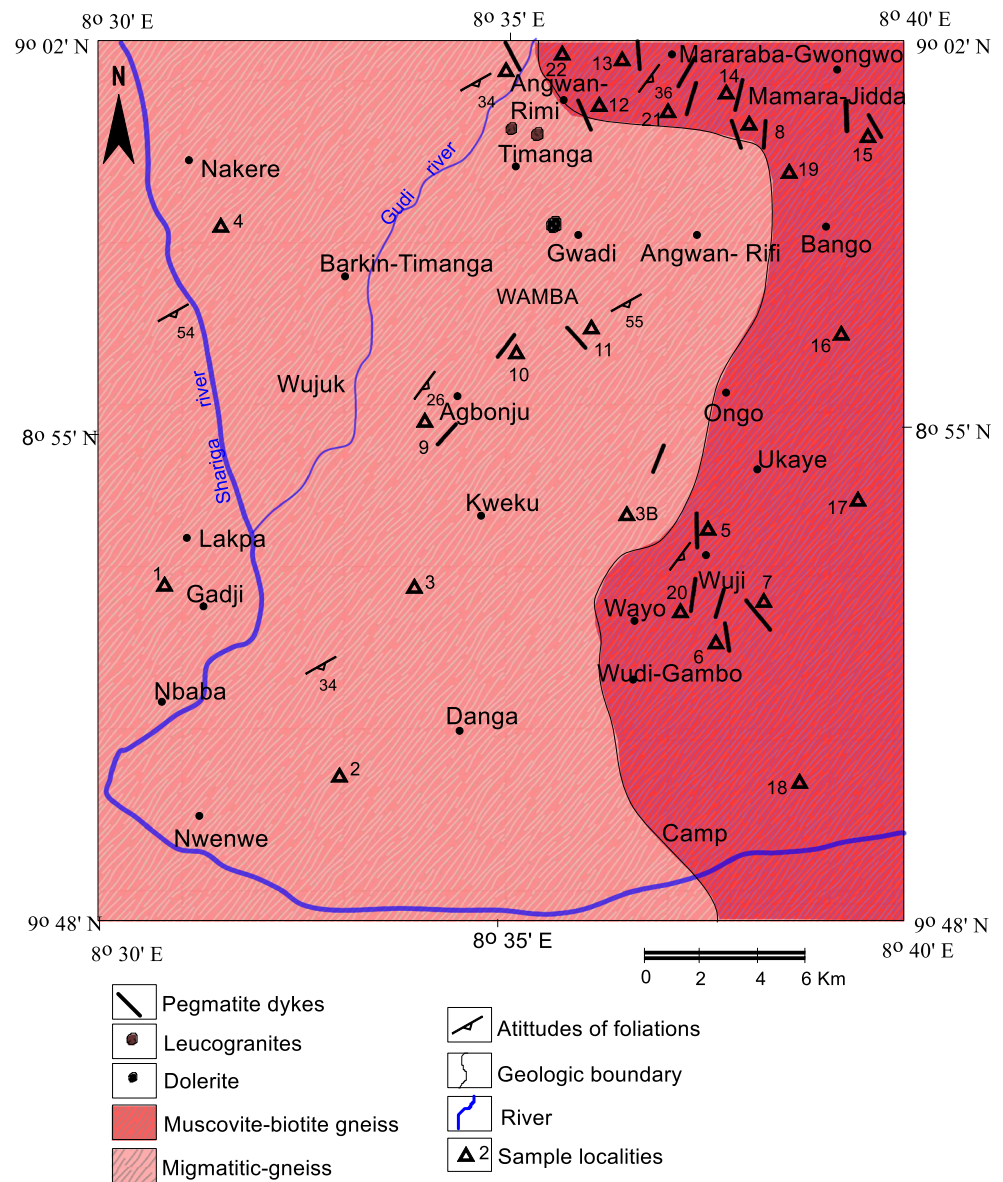 8º 30' E
8º 35' E
8º 40' E
9º 02' N
9º 02' N
N
22
13
Mararaba-Gwongwo
Angwan-
Rimi
34
36
14
12
21
Mamara-Jidda
8
15
Timanga
Nakere
19
Gudi river
4
Gwadi
Angwan- Rifi
Bango
Barkin-Timanga
WAMBA
55
54
11
16
10
Wujuk
26
Agbonju
Ongo
9
8º 55' N
8º 55' N
Shariga river
Ukaye
Kweku
3B
17
5
Lakpa
1
Gadji
3
Wuji
7
20
Wayo
6
Wudi-Gambo
34
Nbaba
Danga
2
18
Nwenwe
Camp
9º 48' N
9º 48' N
8º 30' E
8º 35' E
8º 40' E
0 2 4 6 Km
Pegmatite dykes
Leucogranites
Dolerite
Muscovite-biotite gneiss
Migmatitic-gneiss
Atittudes of foliations
Geologic boundary
River
2 Sample localities